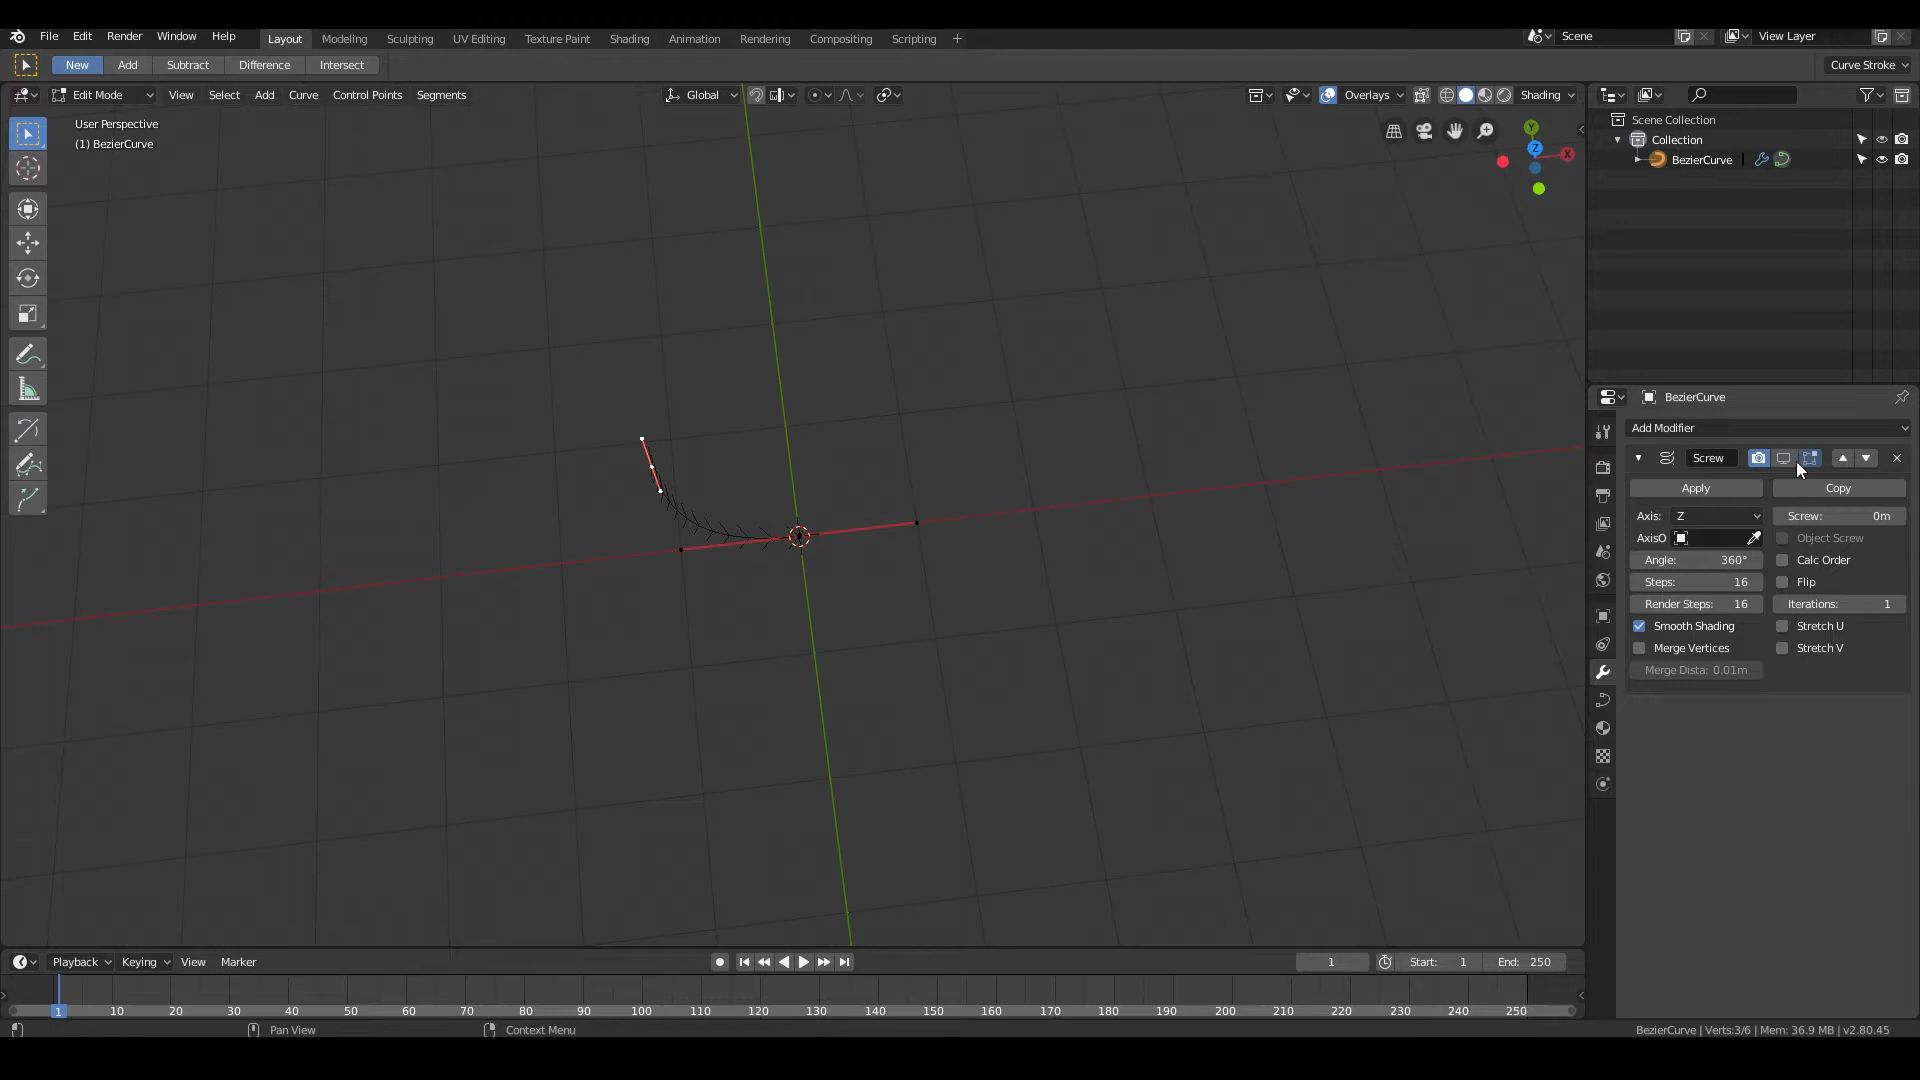 File Edit Render Window Help Layout Modeling Sculpting UV Editing Texture Paint Shading Animation Rendering Compositing Scripting + Scene View Layer
New Add Subtract Difference Intersect Curve Stroke
Edit Mode View Select Add Curve Control Points Segments Global Overlays Shading
User Perspective
(1) BezierCurve
Y
Z
X
Scene Collection
Collection
BezierCurve
BezierCurve
Add Modifier
Screw
Apply Copy
Axis: Z Screw: 0m
AxisO Object Screw
Angle: 360° Calc Order
Steps: 16 Flip
Render Steps: 16 Iterations: 1
Smooth Shading Stretch U
Merge Vertices Stretch V
Merge Dista: 0.01m
Playback Keying View Marker 1 Start: 1 End: 250
1 10 20 30 40 50 60 70 80 90 100 110 120 130 140 150 160 170 180 190 200 210 220 230 240 250
Pan View Context Menu BezierCurve | Verts:3/6 | Mem: 36.9 MB | v2.80.45